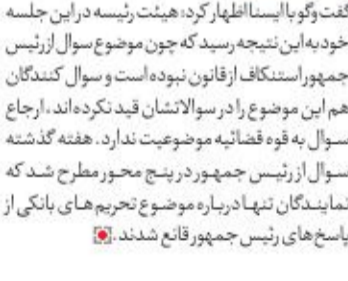 گفت‌وگو با ایسنا اظهار کرد: هیئت رئیسه در این جلسه
خود به این نتیجه رسید که چون موضوع سوال از رئیس
جمهور استنکاف از قانون نبوده است و سوال کنندگان
هم این موضوع را در سوالاتشان قید نکرده‌اند، ارجاع
سوال به قوه قضائیه موضوعیت ندارد. هفته گذشته
سوال از رئیس جمهور در پنج محور مطرح شد که
نمایندگان تنها درباره موضوع تحریم های بانکی از
پاسخ‌های رئیس جمهور قانع شدند.